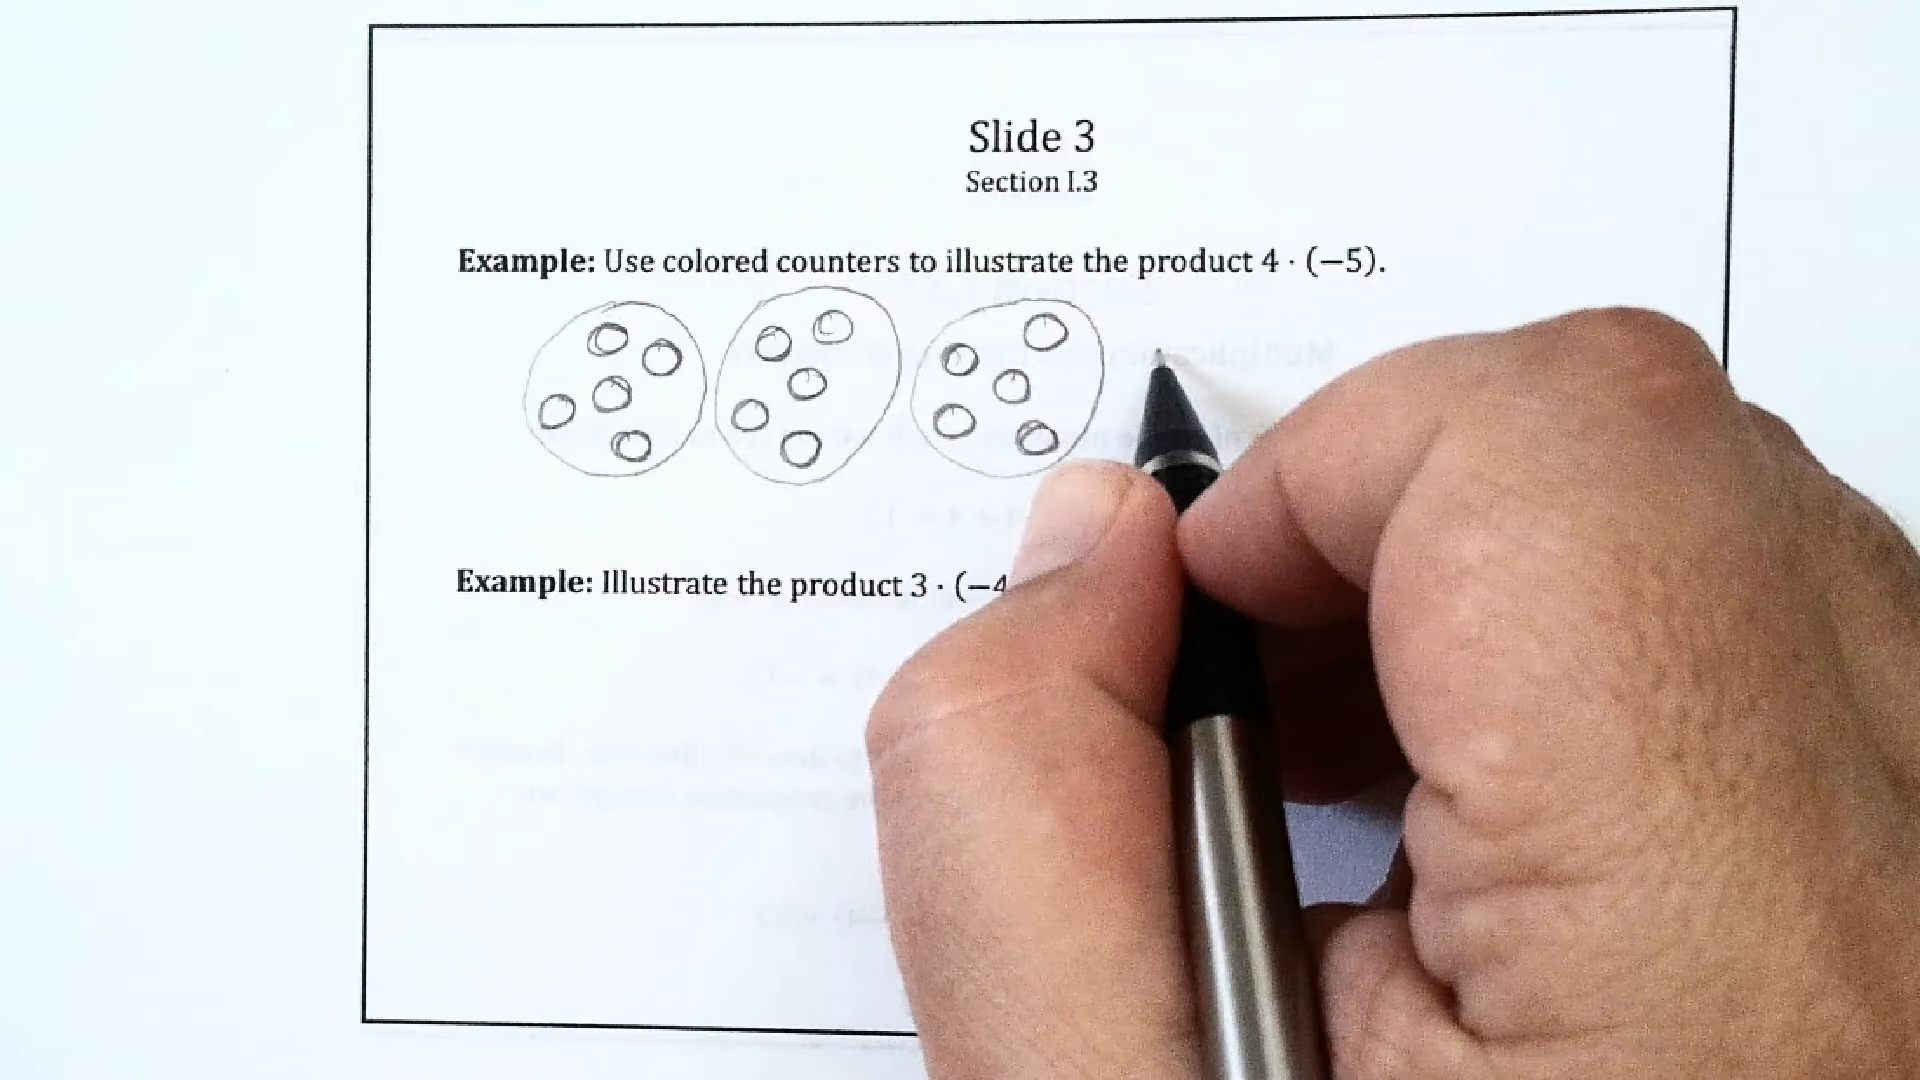 Slide 3
Section I.3
Example: Use colored counters to illustrate the product 4 · (−5).
Example: Illustrate the product 3 · (−4